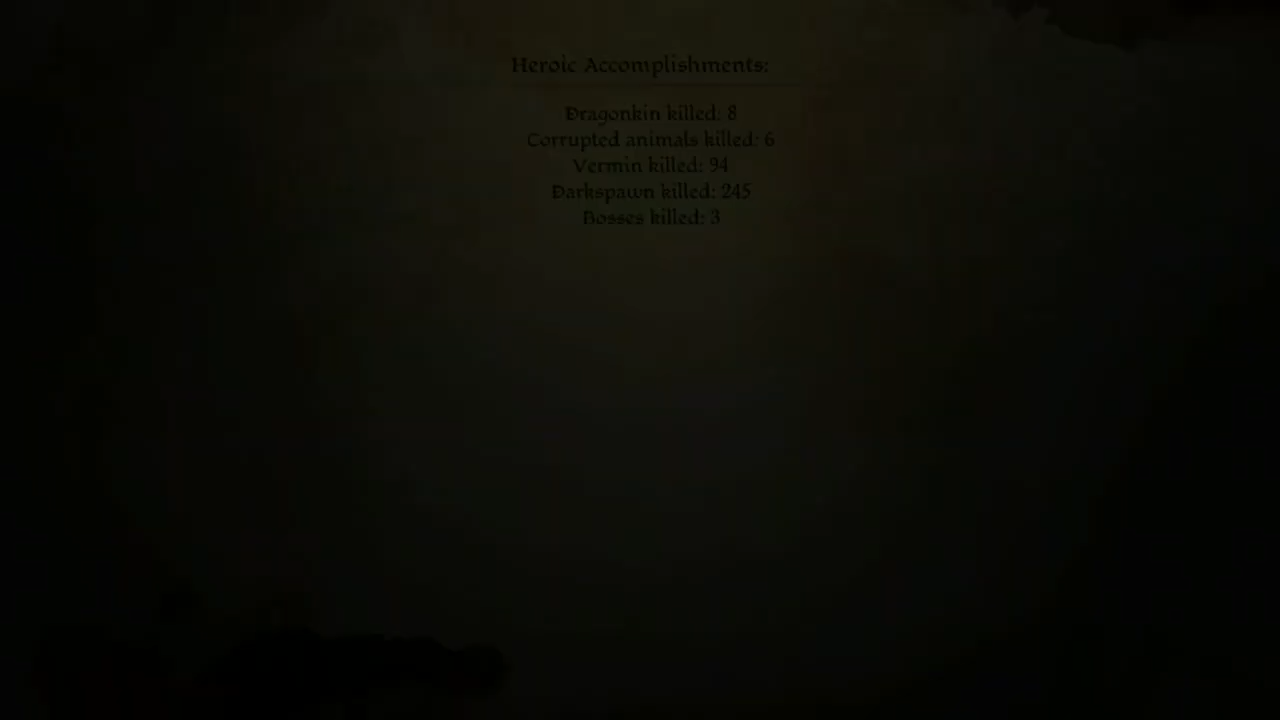 Heroic Accomplishments:
Dragonkin killed: 8
Corrupted animals killed: 6
Vermin killed: 94
Darkspawn killed: 245
Bosses killed: 3